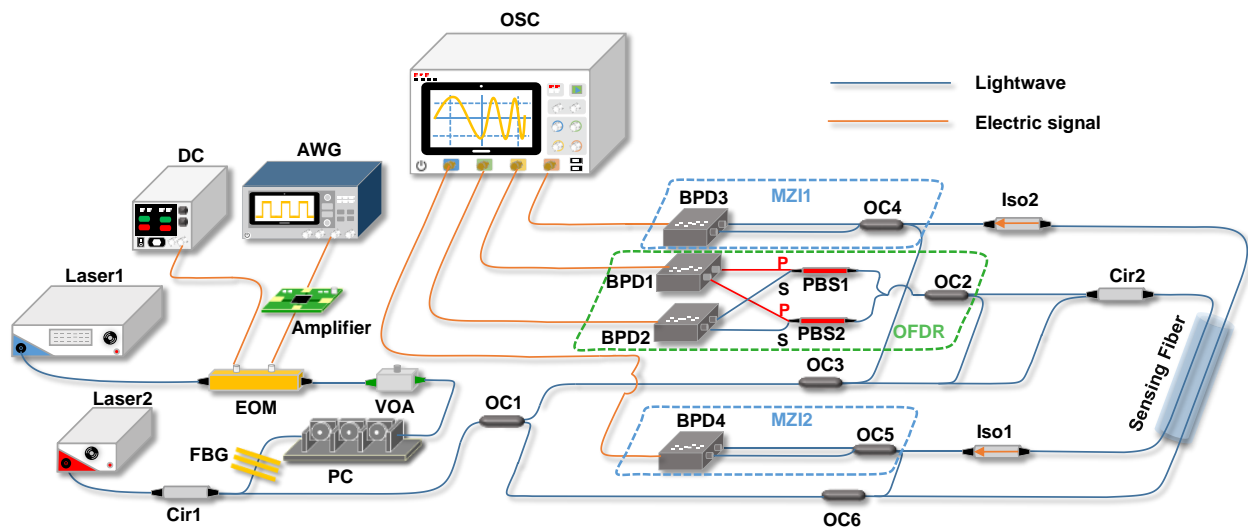 OSC
Lightwave
Electric signal
DC
AWG
BPD3
MZI1
OC4
Iso2
Laser1
Amplifier
BPD1
P
S
PBS1
OC2
Cir2
BPD2
P
S
PBS2
OFDR
OC3
Sensing Fiber
EOM
VOA
Laser2
OC1
FBG
PC
BPD4
MZI2
OC5
Iso1
Cir1
OC6